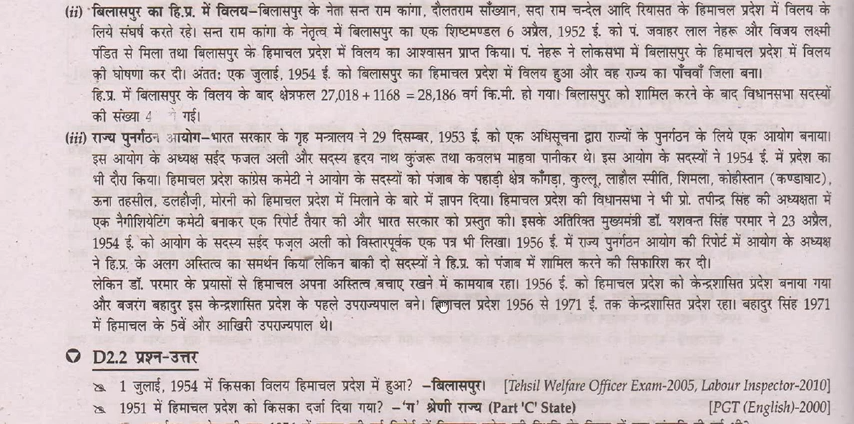 (ii) बिलासपुर का हि.प्र. में विलय–बिलासपुर के नेता सन्त राम कांगा, दौलतराम साँख्यान, सदा राम चन्देल आदि रियासत के हिमाचल प्रदेश में विलय के
लिये संघर्ष करते रहे। सन्त राम कांगा के नेतृत्व में बिलासपुर का एक शिष्टमण्डल 6 अप्रैल, 1952 ई. को पं. जवाहर लाल नेहरू और विजय लक्ष्मी
पंडित से मिला तथा बिलासपुर के हिमाचल प्रदेश में विलय का आश्वासन प्राप्त किया। पं. नेहरू ने लोकसभा में बिलासपुर के हिमाचल प्रदेश में विलय
की घोषणा कर दी। अंततः एक जुलाई, 1954 ई. को बिलासपुर का हिमाचल प्रदेश में विलय हुआ और वह राज्य का पाँचवाँ जिला बना।
हि.प्र. में बिलासपुर के विलय के बाद क्षेत्रफल 27,018 + 1168 = 28,186 वर्ग कि.मी. हो गया। बिलासपुर को शामिल करने के बाद विधानसभा सदस्यों
की संख्या 4 गई।
(iii) राज्य पुनर्गठन आयोग–भारत सरकार के गृह मन्त्रालय ने 29 दिसम्बर, 1953 ई. को एक अधिसूचना द्वारा राज्यों के पुनर्गठन के लिये एक आयोग बनाया।
इस आयोग के अध्यक्ष सईद फजल अली और सदस्य हृदय नाथ कुंजरू तथा कवलभ माहवा पानीकर थे। इस आयोग के सदस्यों ने 1954 ई. में प्रदेश का
भी दौरा किया। हिमाचल प्रदेश कांग्रेस कमेटी ने आयोग के सदस्यों को पंजाब के पहाड़ी क्षेत्र काँगड़ा, कुल्लू, लाहौल स्पीति, शिमला, कोहीस्तान (कण्डाघाट),
ऊना तहसील, डलहौजी, मोरनी को हिमाचल प्रदेश में मिलाने के बारे में ज्ञापन दिया। हिमाचल प्रदेश की विधानसभा ने भी प्रो. तपीन्द्र सिंह की अध्यक्षता में
एक नैगीशियेटिंग कमेटी बनाकर एक रिपोर्ट तैयार की और भारत सरकार को प्रस्तुत की। इसके अतिरिक्त मुख्यमंत्री डॉ. यशवन्त सिंह परमार ने 23 अप्रैल,
1954 ई. को आयोग के सदस्य सईद फज़ल अली को विस्तारपूर्वक एक पत्र भी लिखा। 1956 ई. में राज्य पुनर्गठन आयोग की रिपोर्ट में आयोग के अध्यक्ष
ने हि.प्र. के अलग अस्तित्व का समर्थन किया लेकिन बाकी दो सदस्यों ने हि.प्र. को पंजाब में शामिल करने की सिफारिश कर दी।
लेकिन डॉ. परमार के प्रयासों से हिमाचल अपना अस्तित्व बचाए रखने में कामयाब रहा। 1956 ई. को हिमाचल प्रदेश को केन्द्रशासित प्रदेश बनाया गया
और बजरंग बहादुर इस केन्द्रशासित प्रदेश के पहले उपराज्यपाल बने। हिमाचल प्रदेश 1956 से 1971 ई. तक केन्द्रशासित प्रदेश रहा। बहादुर सिंह 1971
में हिमाचल के 5वें और आखिरी उपराज्यपाल थे।
D2.2 प्रश्न-उत्तर
1 जुलाई, 1954 में किसका विलय हिमाचल प्रदेश में हुआ? –बिलासपुर। [Tehsil Welfare Officer Exam-2005, Labour Inspector-2010]
1951 में हिमाचल प्रदेश को किसका दर्जा दिया गया? –'ग' श्रेणी राज्य (Part 'C' State) [PGT (English)-2000]